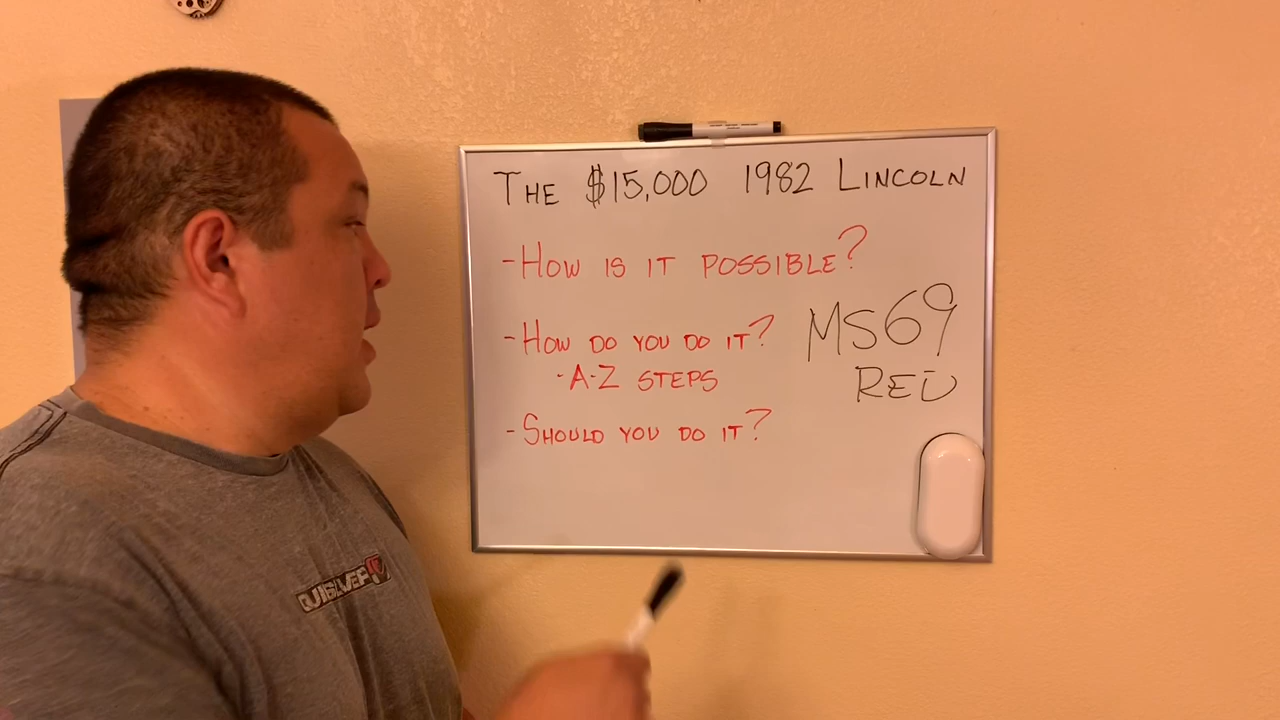 THE $15,000 1982 LINCOLN
-HOW IS IT POSSIBLE?
-HOW DO YOU DO IT?
-A-Z STEPS
MS69
RED
-SHOULD YOU DO IT?
QUIKSILVER